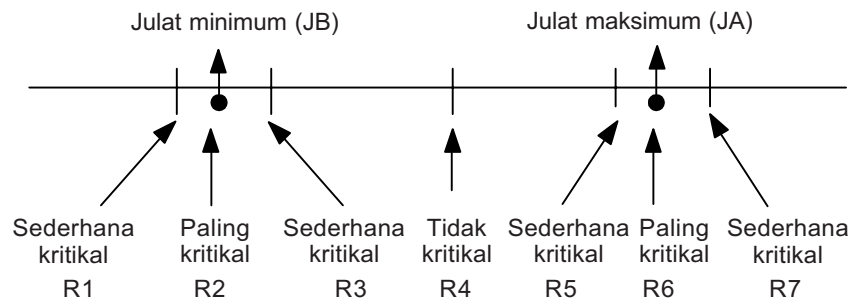 Julat minimum (JB)
Julat maksimum (JA)
Sederhana kritikal
R1
Paling kritikal
R2
Sederhana kritikal
R3
Tidak kritikal
R4
Sederhana kritikal
R5
Paling kritikal
R6
Sederhana kritikal
R7